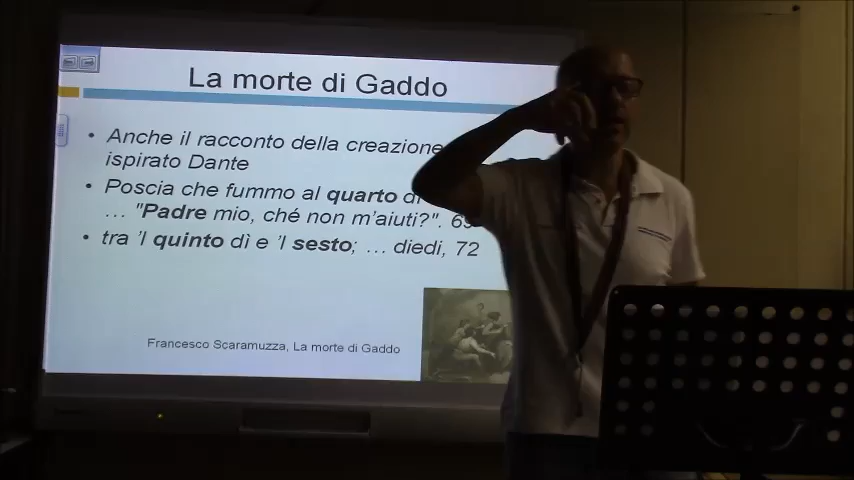 La morte di Gaddo
• Anche il racconto della creazione
ispirato Dante
• Poscia che fummo al quarto
… "Padre mio, ché non m'aiuti?".
• tra 'l quinto dì e 'l sesto; … diedi, 72
Francesco Scaramuzza, La morte di Gaddo